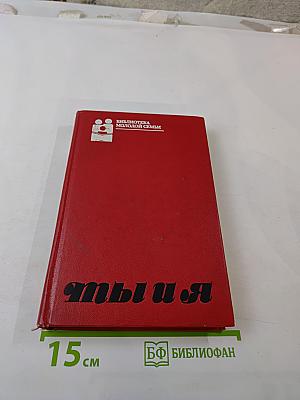 БИБЛИОТЕКА
МОЛОДОЙ СЕМЬИ
ты и я
15 см
БФ БИБЛИОФАН